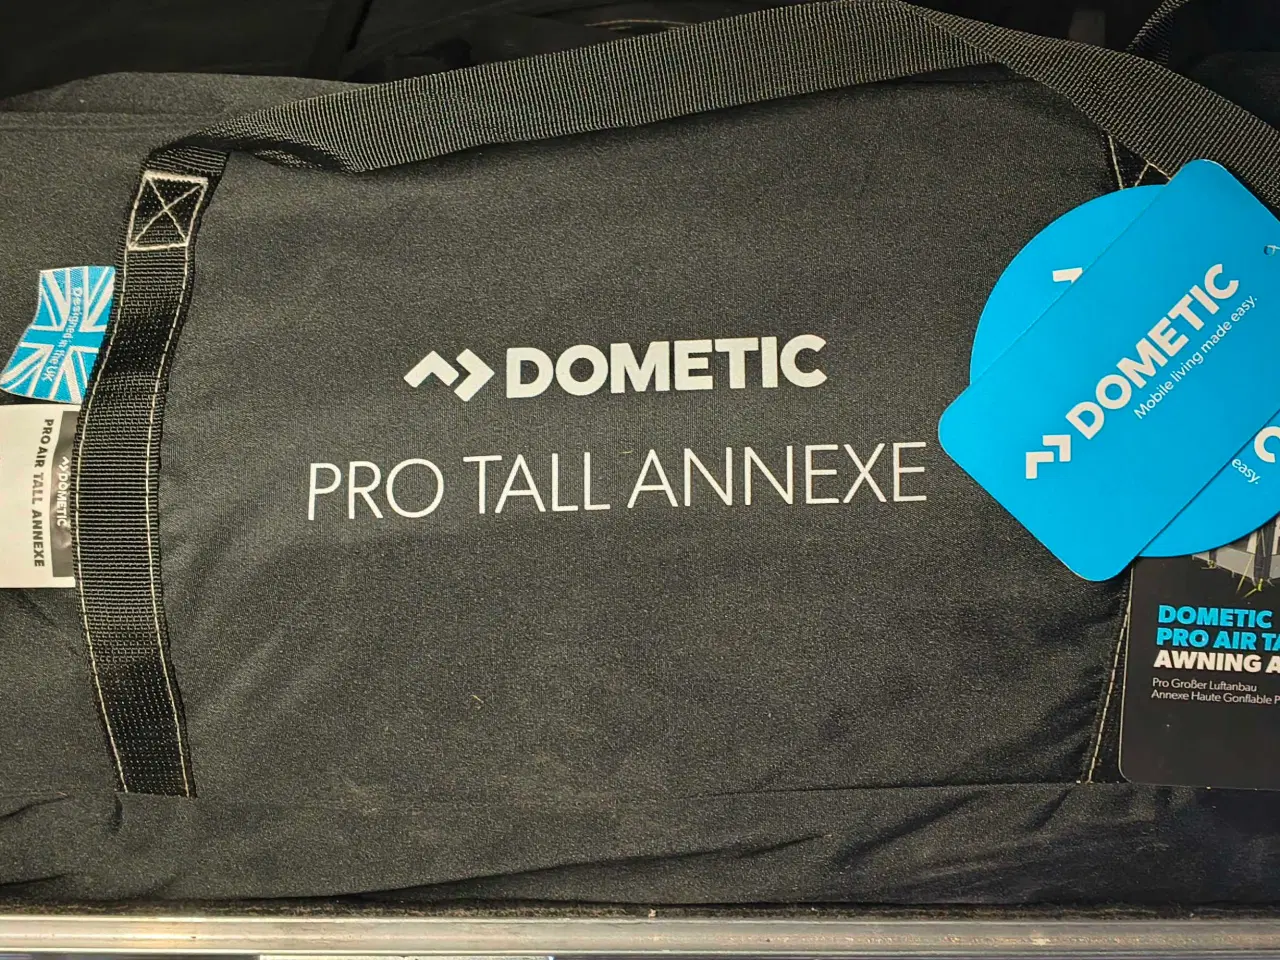 DOMETIC
PRO TALL ANNEXE
Designed in the UK
DOMETIC
PRO AIR TALL ANNEXE
DOMETIC
Mobile living made easy.
easy.
DOMETIC
PRO AIR
AWNING
Pro Großer Luftanbau
Annexe Haute Gonflable